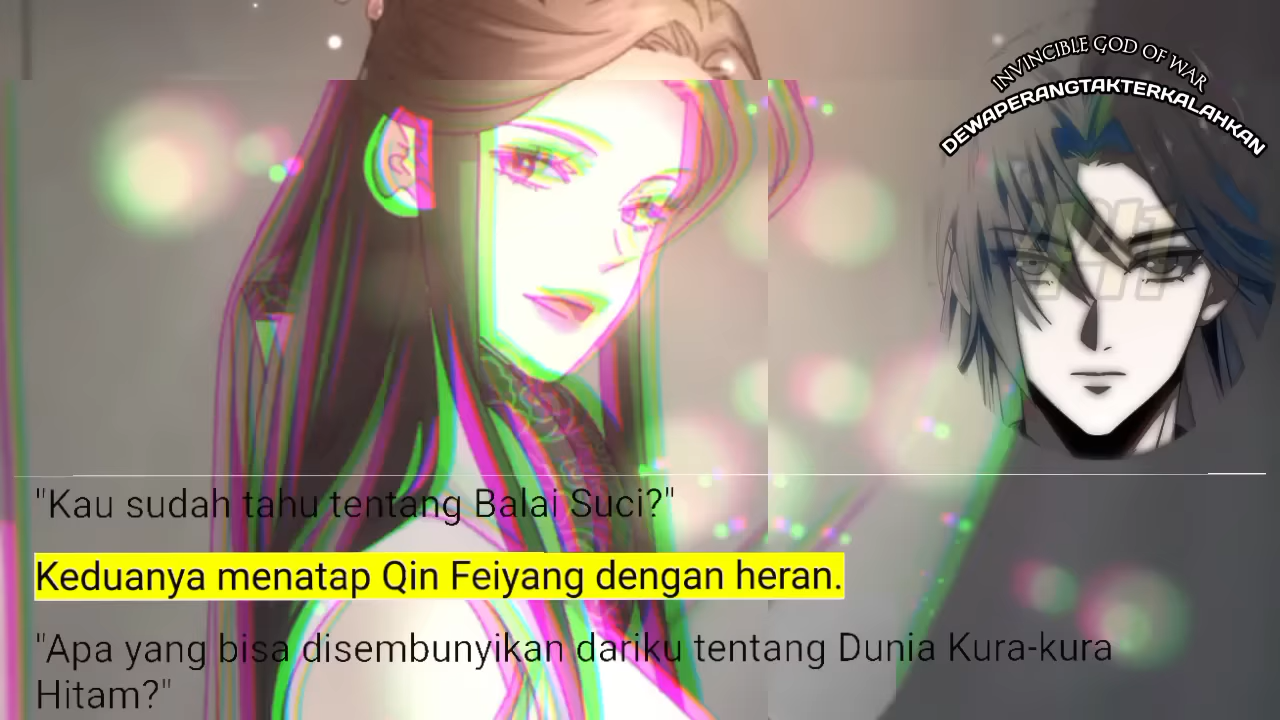 INVINCIBLE GOD OF WAR
DEWAPERANGTAKTERKALAHKAN
"Kau sudah tahu tentang Balai Suci?"
Keduanya menatap Qin Feiyang dengan heran.
"Apa yang bisa disembunyikan dariku tentang Dunia Kura-kura
Hitam?"